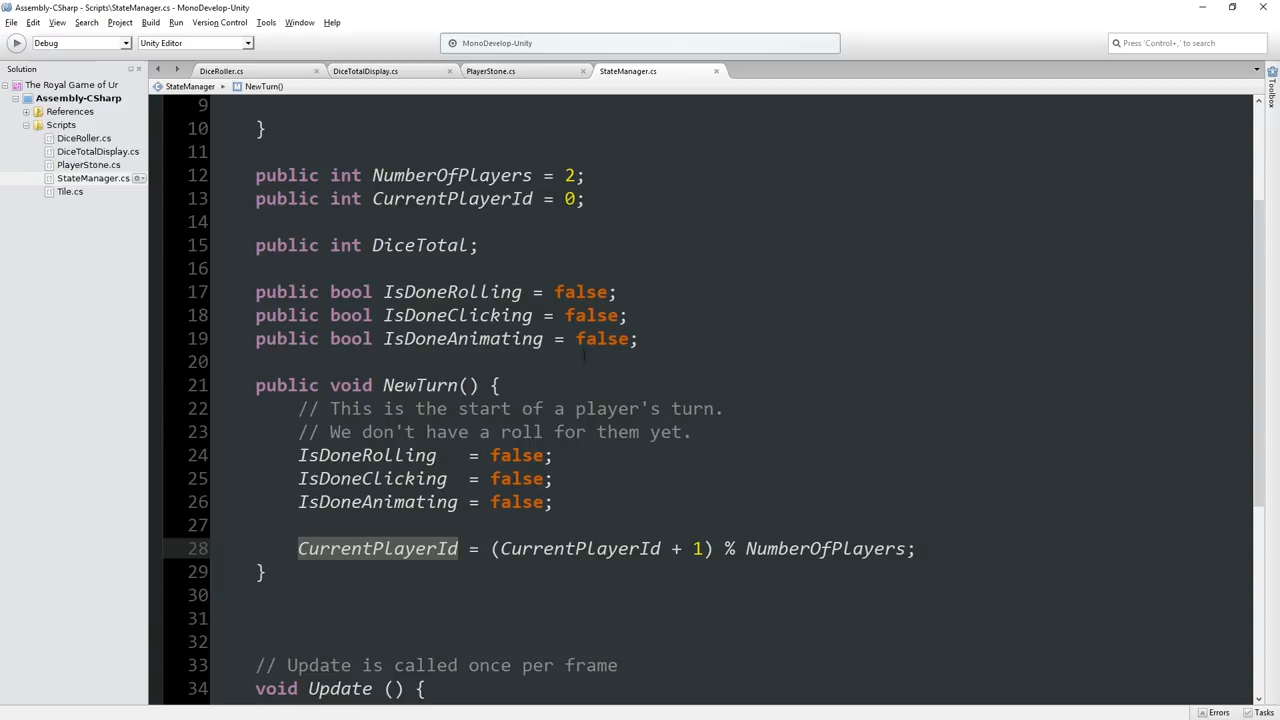 Assembly-CSharp - Scripts\StateManager.cs - MonoDevelop-Unity
File Edit View Search Project Build Run Version Control Tools Window Help
Debug Unity Editor MonoDevelop-Unity Press 'Control+,' to search
Solution
DiceRoller.cs DiceTotalDisplay.cs PlayerStone.cs StateManager.cs
StateManager NewTurn()
The Royal Game of Ur
Assembly-CSharp
References
Scripts
DiceRoller.cs
DiceTotalDisplay.cs
PlayerStone.cs
StateManager.cs
Tile.cs
Toolbox
9
10 }
11
12 public int NumberOfPlayers = 2;
13 public int CurrentPlayerId = 0;
14
15 public int DiceTotal;
16
17 public bool IsDoneRolling = false;
18 public bool IsDoneClicking = false;
19 public bool IsDoneAnimating = false;
20
21 public void NewTurn() {
22 // This is the start of a player's turn.
23 // We don't have a roll for them yet.
24 IsDoneRolling = false;
25 IsDoneClicking = false;
26 IsDoneAnimating = false;
27
28 CurrentPlayerId = (CurrentPlayerId + 1) % NumberOfPlayers;
29 }
30
31
32
33 // Update is called once per frame
34 void Update () {
Errors Tasks